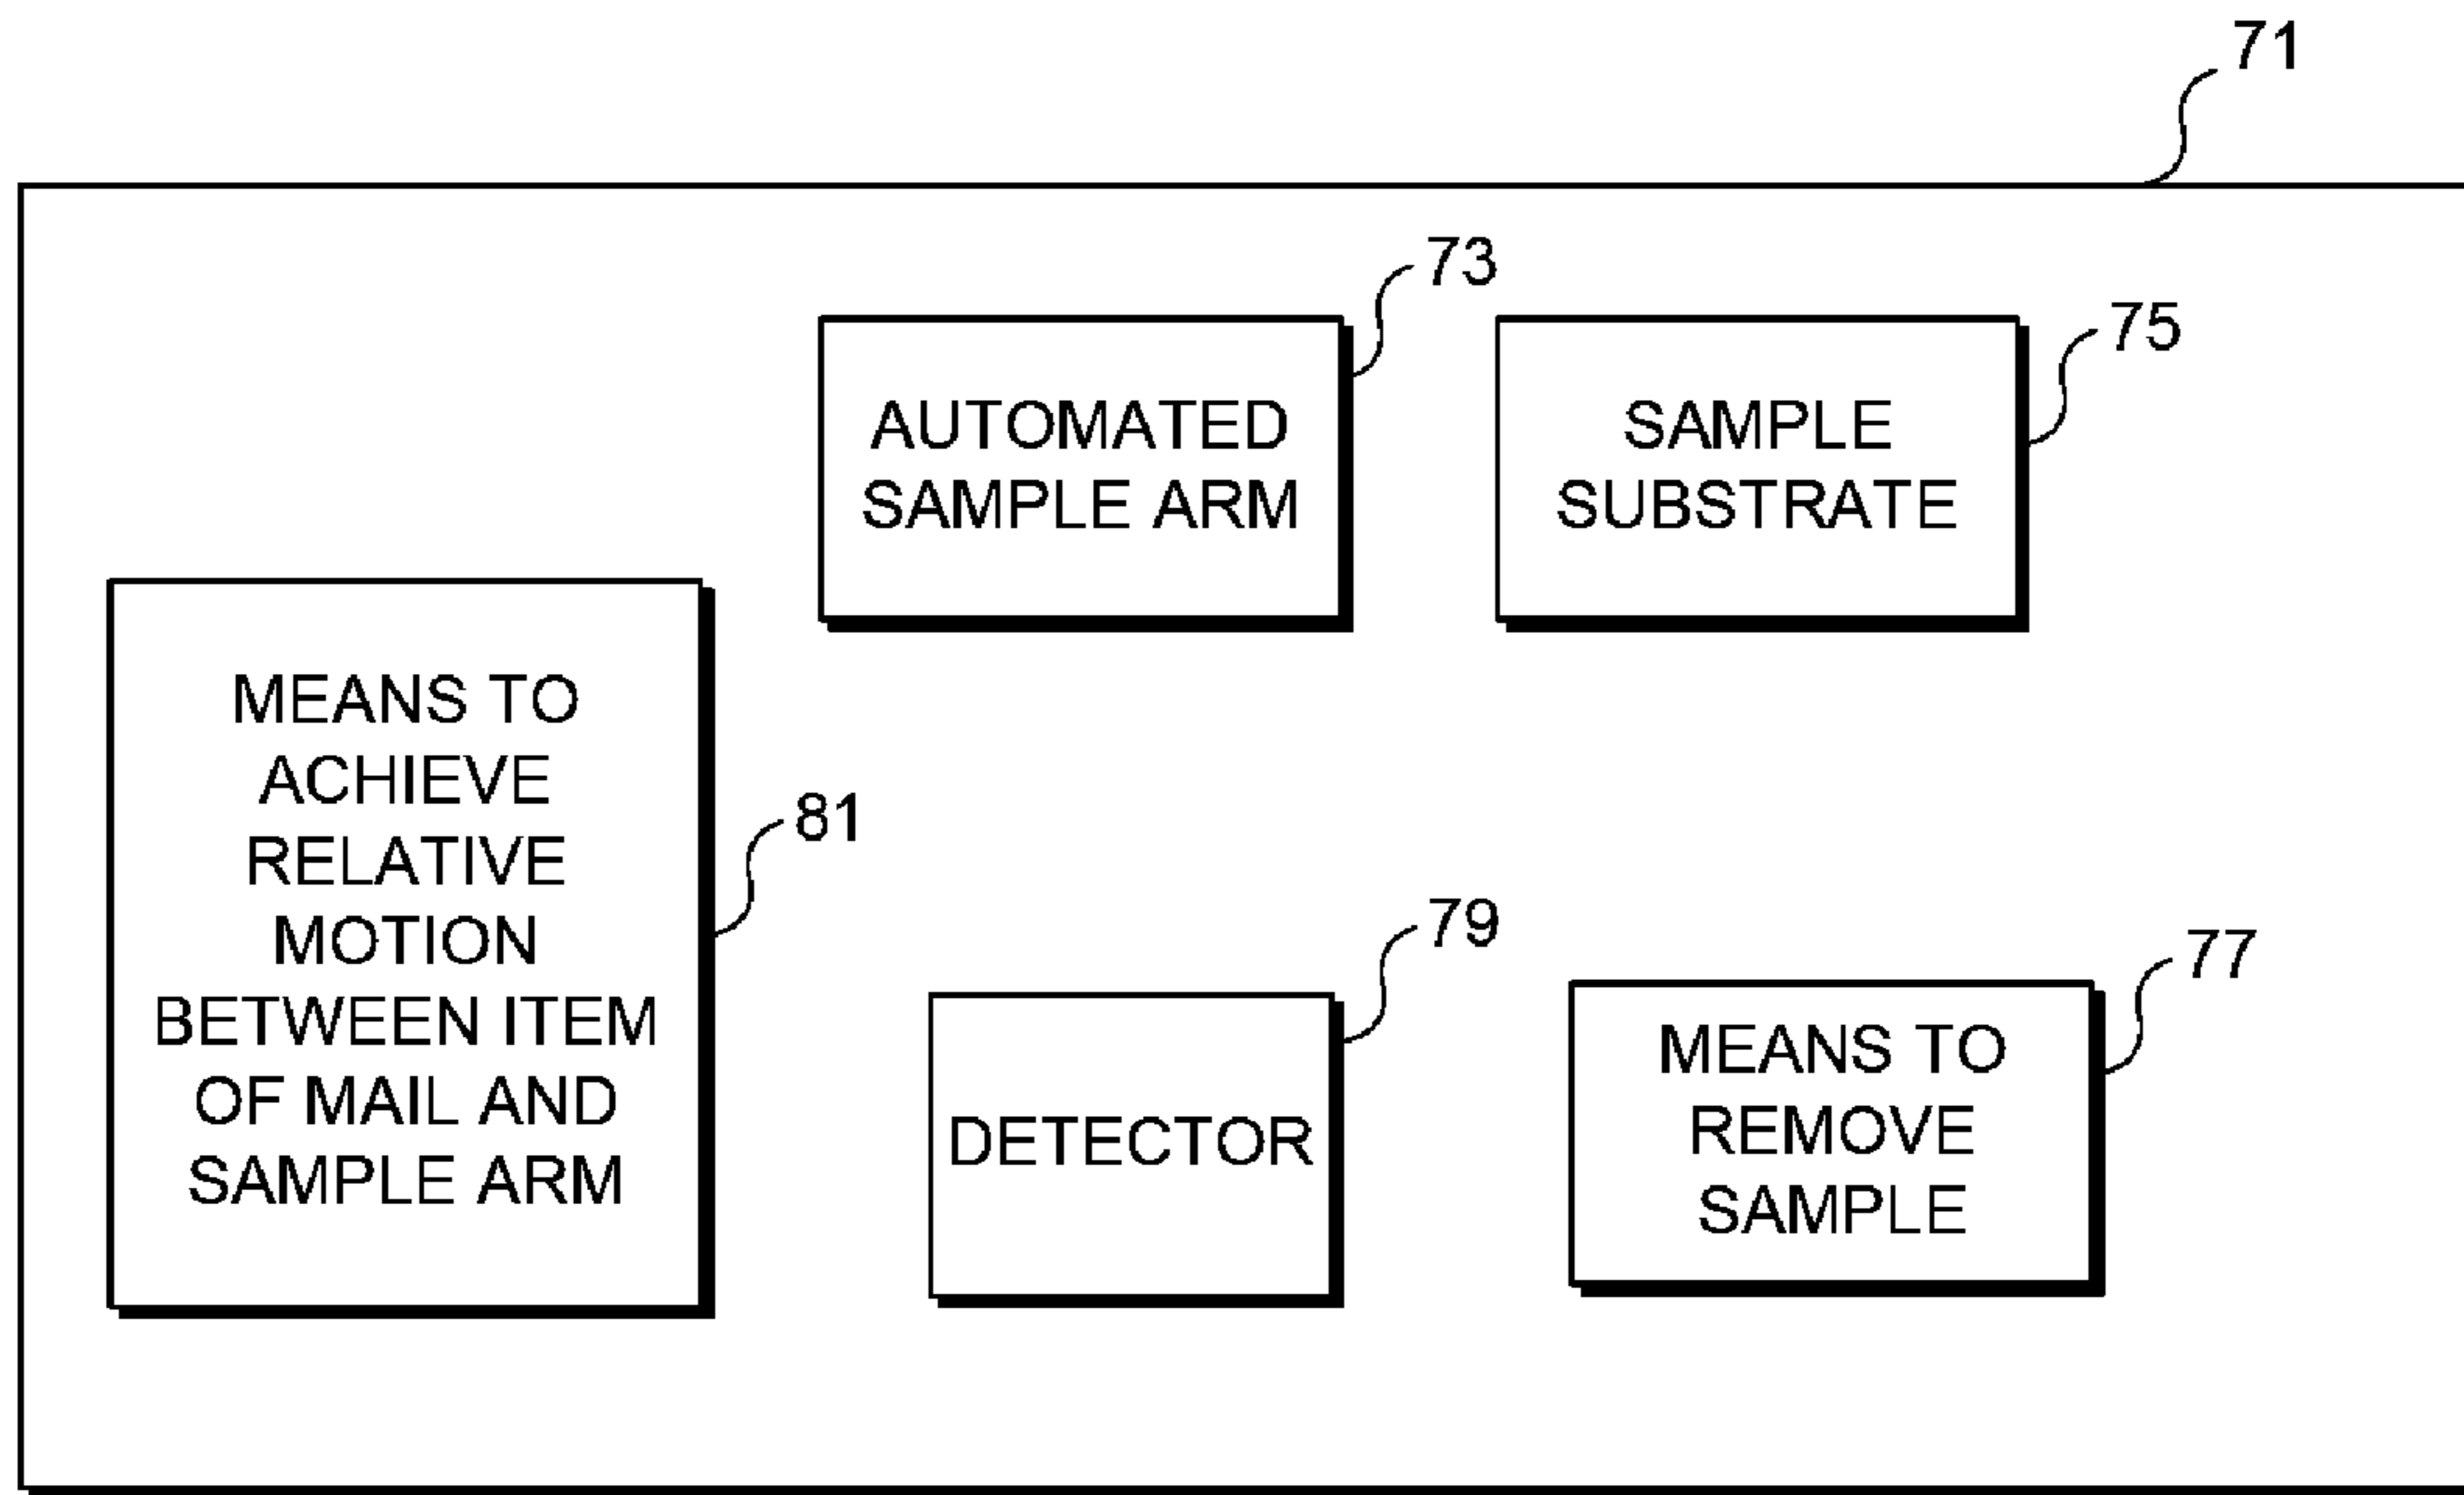 71
73
AUTOMATED
SAMPLE ARM
75
SAMPLE
SUBSTRATE
MEANS TO
ACHIEVE
RELATIVE
MOTION
BETWEEN ITEM
OF MAIL AND
SAMPLE ARM
81
79
DETECTOR
77
MEANS TO
REMOVE
SAMPLE